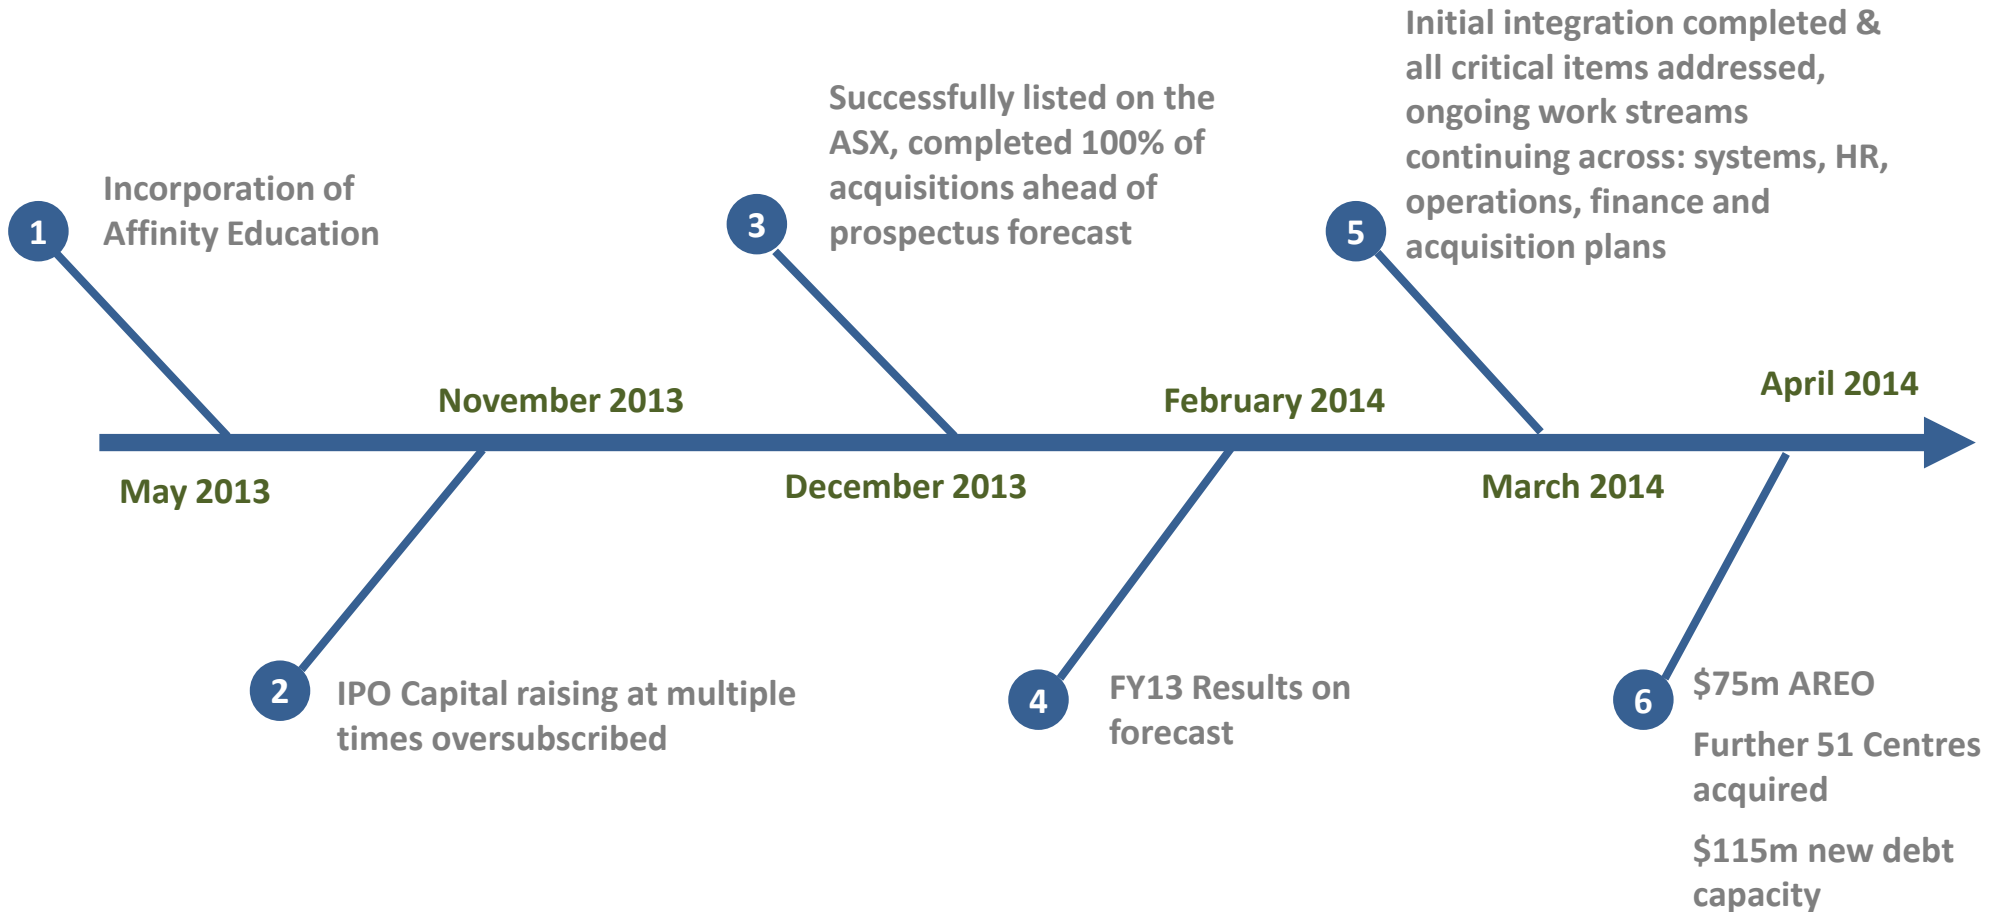 1
Incorporation of
Affinity Education
May 2013
2
IPO Capital raising at multiple
times oversubscribed
November 2013
3
Successfully listed on the
ASX, completed 100% of
acquisitions ahead of
prospectus forecast
December 2013
4
FY13 Results on
forecast
February 2014
5
Initial integration completed &
all critical items addressed,
ongoing work streams
continuing across: systems, HR,
operations, finance and
acquisition plans
March 2014
6
$75m AREO
Further 51 Centres
acquired
$115m new debt
capacity
April 2014